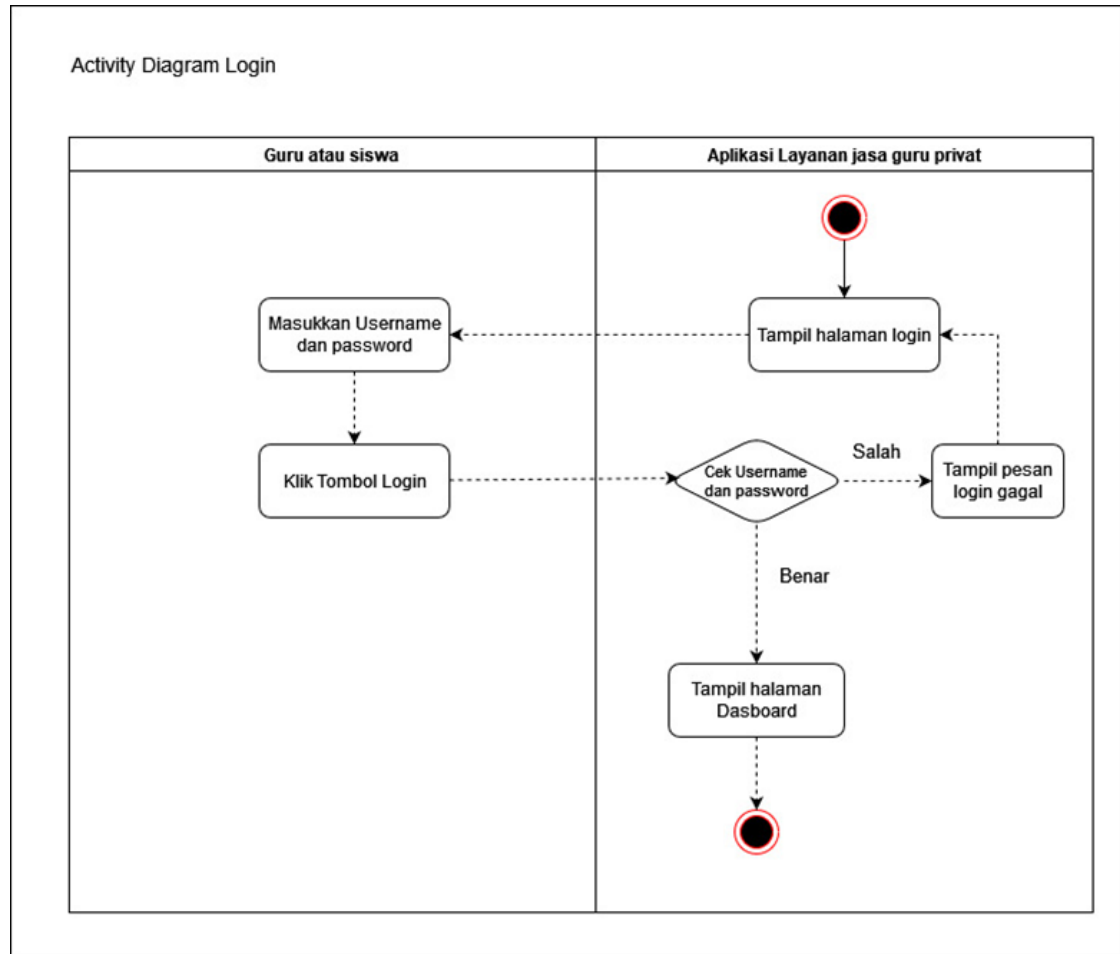 Activity Diagram Login
Guru atau siswa
Aplikasi Layanan jasa guru privat
Masukkan Username
dan password
Tampil halaman login
Klik Tombol Login
Cek Username
dan password
Salah
Tampil pesan
login gagal
Benar
Tampil halaman
Dasboard